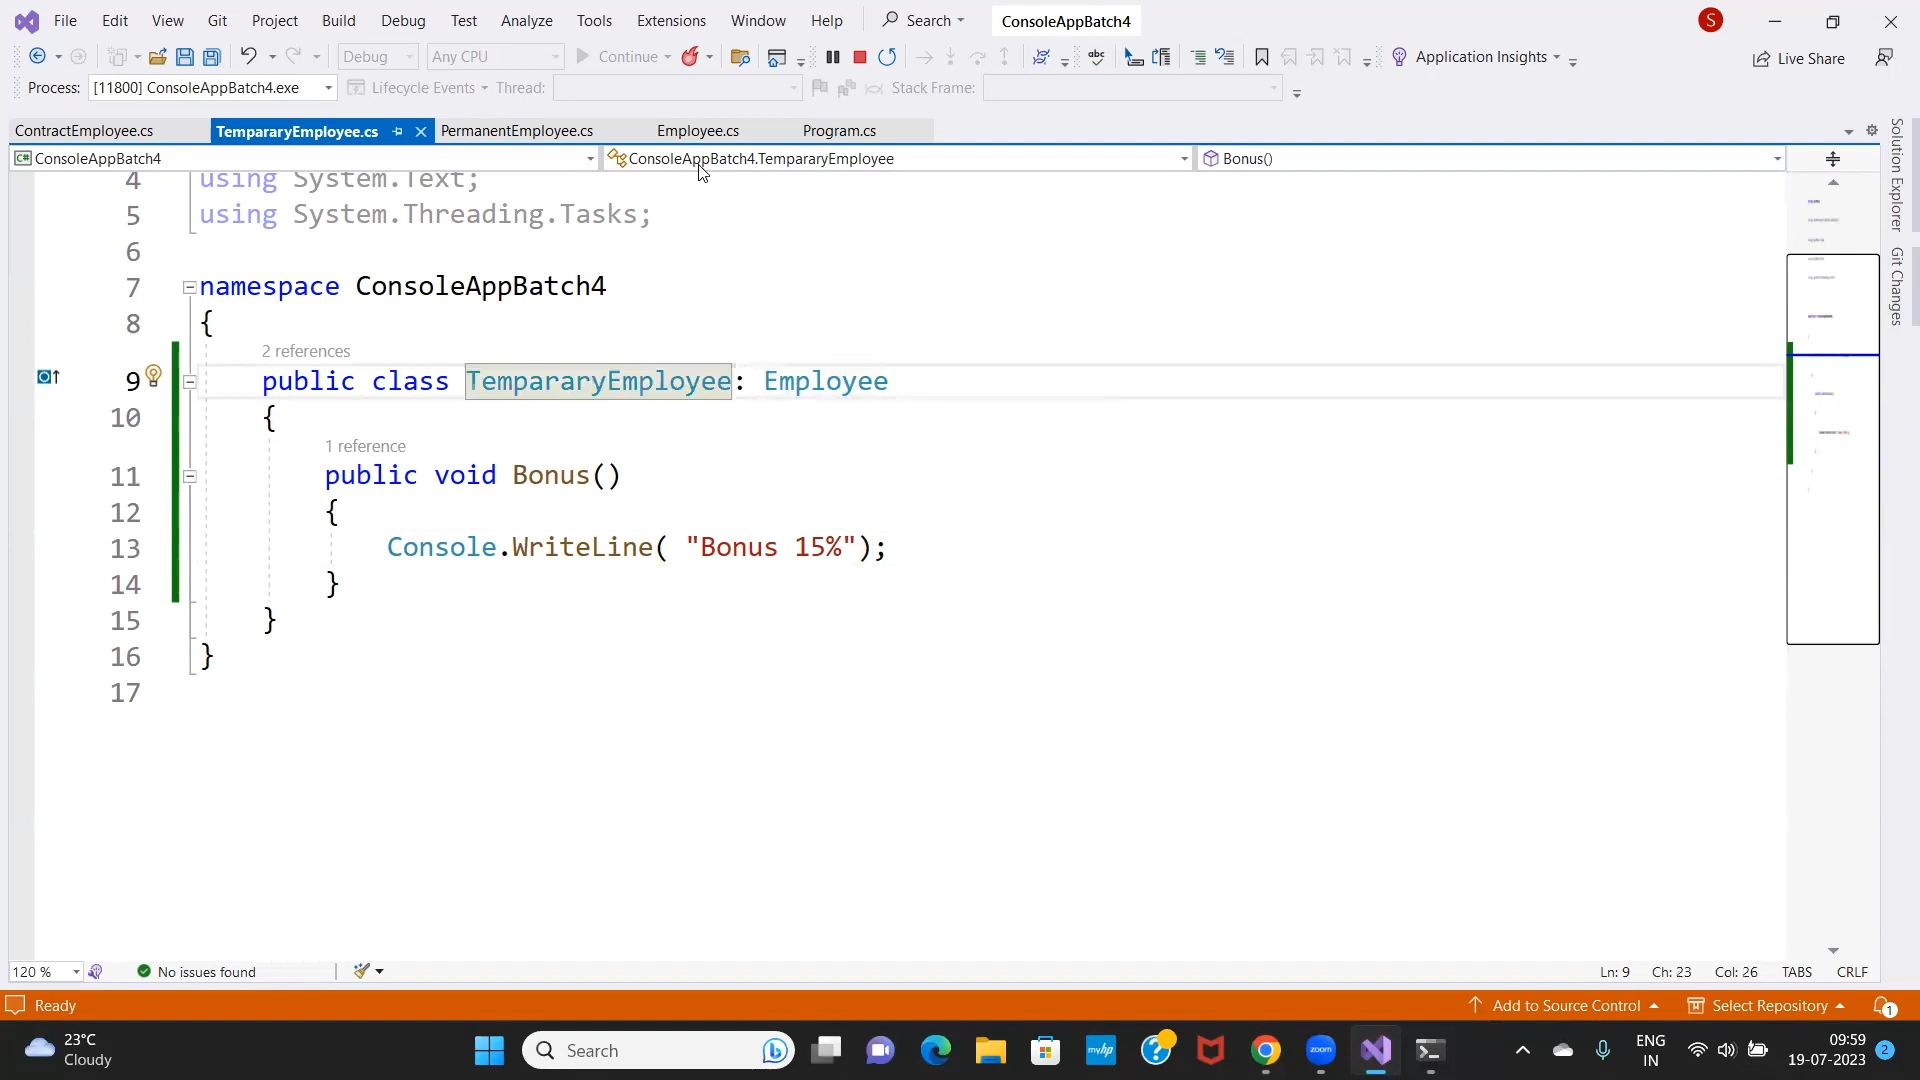 File Edit View Git Project Build Debug Test Analyze Tools Extensions Window Help Search ConsoleAppBatch4 S
Debug Any CPU Continue Application Insights Live Share
Process: [11800] ConsoleAppBatch4.exe Lifecycle Events Thread: Stack Frame:
ContractEmployee.cs TempararyEmployee.cs PermanentEmployee.cs Employee.cs Program.cs
ConsoleAppBatch4 ConsoleAppBatch4.TempararyEmployee Bonus()
4 using System.Text;
5 using System.Threading.Tasks;
6
7 namespace ConsoleAppBatch4
8 {
2 references
9 public class TempararyEmployee: Employee
10 {
1 reference
11 public void Bonus()
12 {
13 Console.WriteLine( "Bonus 15%");
14 }
15 }
16 }
17
Solution Explorer
Git Changes
120 % No issues found Ln: 9 Ch: 23 Col: 26 TABS CRLF
Ready Add to Source Control Select Repository 1
23°C
Cloudy
Search
myhp
zoom
ENG
IN
09:59
19-07-2023
2